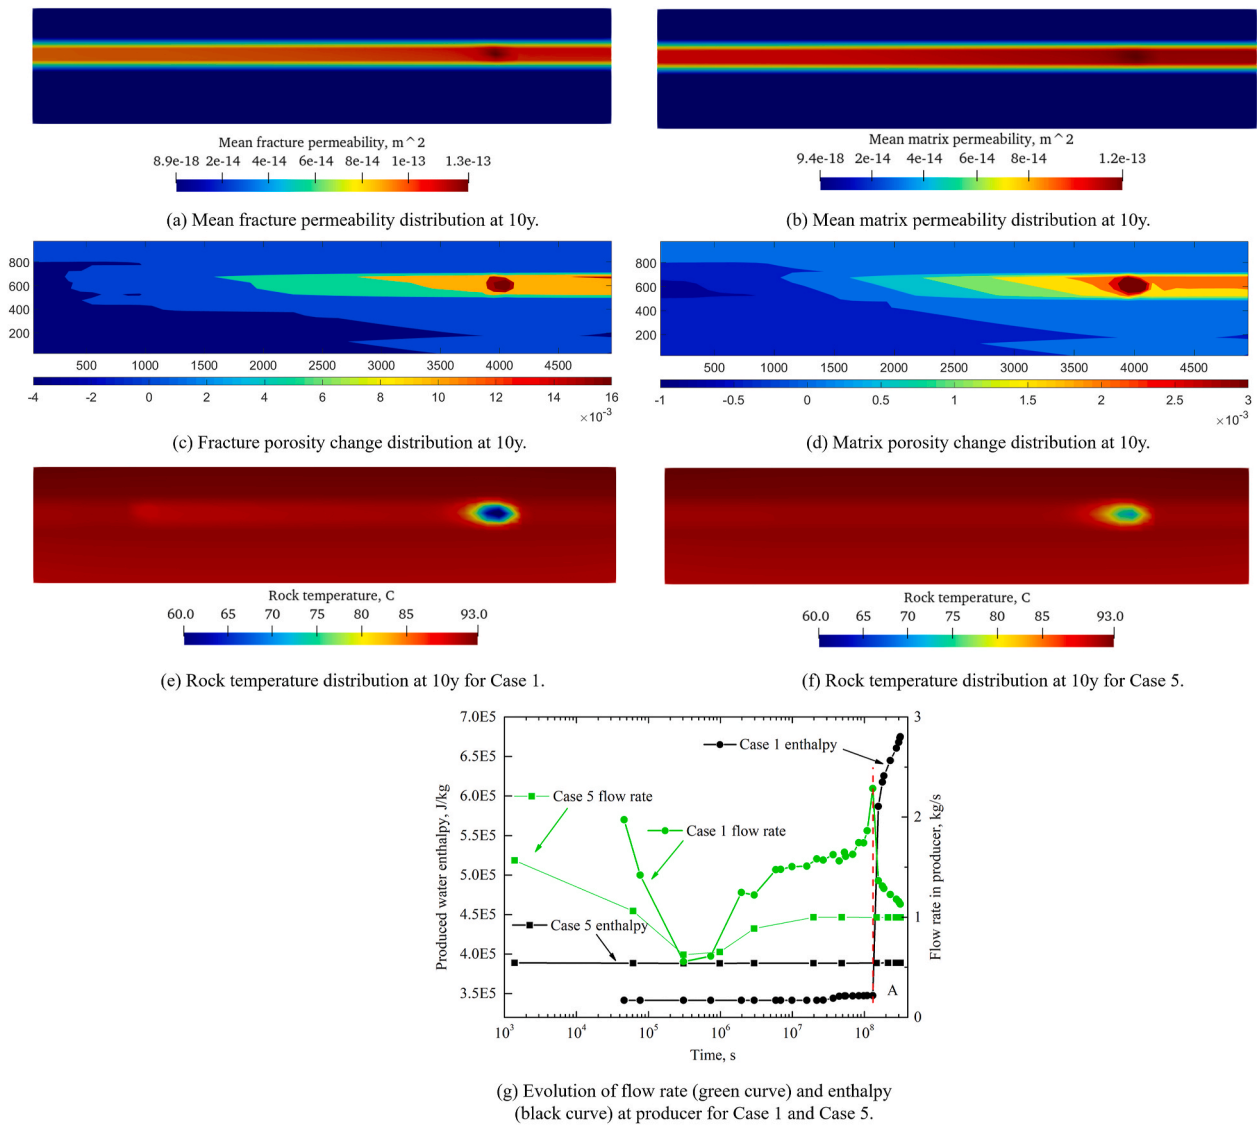 Mean fracture permeability, m^2
8.9e-18 2e-14 4e-14 6e-14 8e-14 1e-13 1.3e-13
(a) Mean fracture permeability distribution at 10y.
Mean matrix permeability, m^2
9.4e-18 2e-14 4e-14 6e-14 8e-14 1.2e-13
(b) Mean matrix permeability distribution at 10y.
800
600
400
200
500 1000 1500 2000 2500 3000 3500 4000 4500
-4 -2 0 2 4 6 8 10 12 14 16
×10-3
(c) Fracture porosity change distribution at 10y.
800
600
400
200
500 1000 1500 2000 2500 3000 3500 4000 4500
-1 -0.5 0 0.5 1 1.5 2 2.5 3
×10-3
(d) Matrix porosity change distribution at 10y.
Rock temperature, C
60.0 65 70 75 80 85 93.0
(e) Rock temperature distribution at 10y for Case 1.
Rock temperature, C
60.0 65 70 75 80 85 93.0
(f) Rock temperature distribution at 10y for Case 5.
Produced water enthalpy, J/kg
7.0E5
6.5E5
6.0E5
5.5E5
5.0E5
4.5E5
4.0E5
3.5E5
Case 1 enthalpy
Case 5 flow rate
Case 1 flow rate
Case 5 enthalpy
A
3
2
1
0
Flow rate in producer, kg/s
10^3 10^4 10^5 10^6 10^7 10^8
Time, s
(g) Evolution of flow rate (green curve) and enthalpy
(black curve) at producer for Case 1 and Case 5.